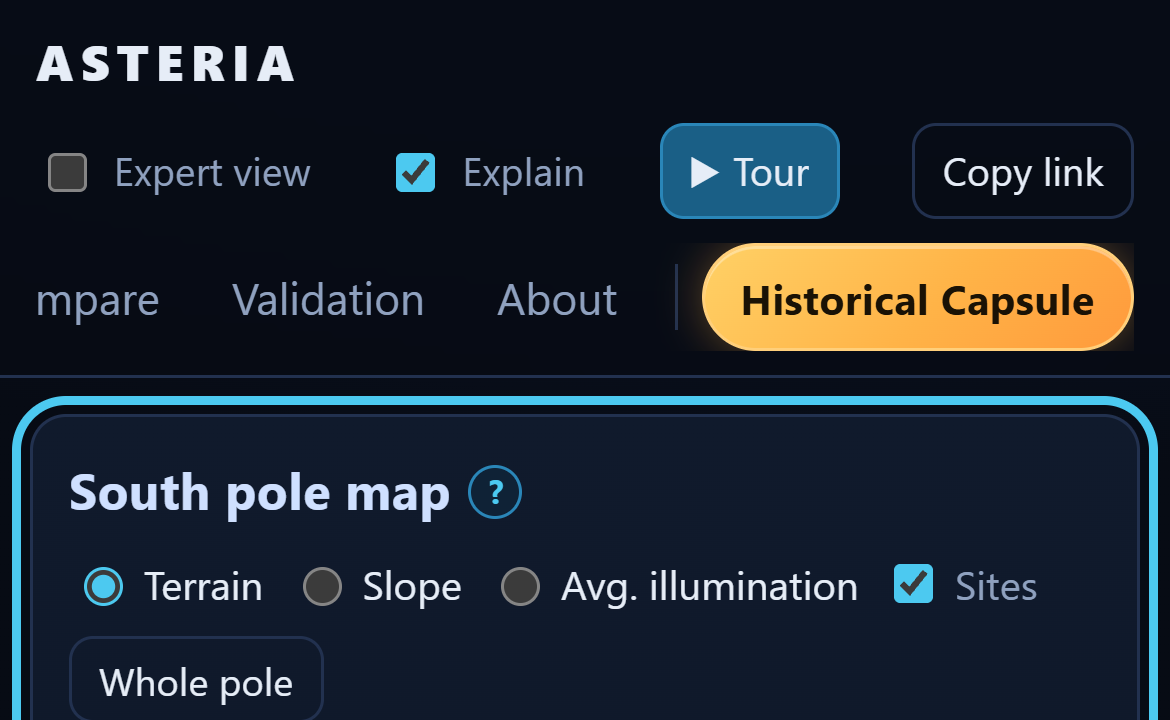 ASTERIA
Expert view Explain ▶ Tour Copy link
mpare Validation About Historical Capsule
South pole map ?
Terrain Slope Avg. illumination Sites
Whole pole